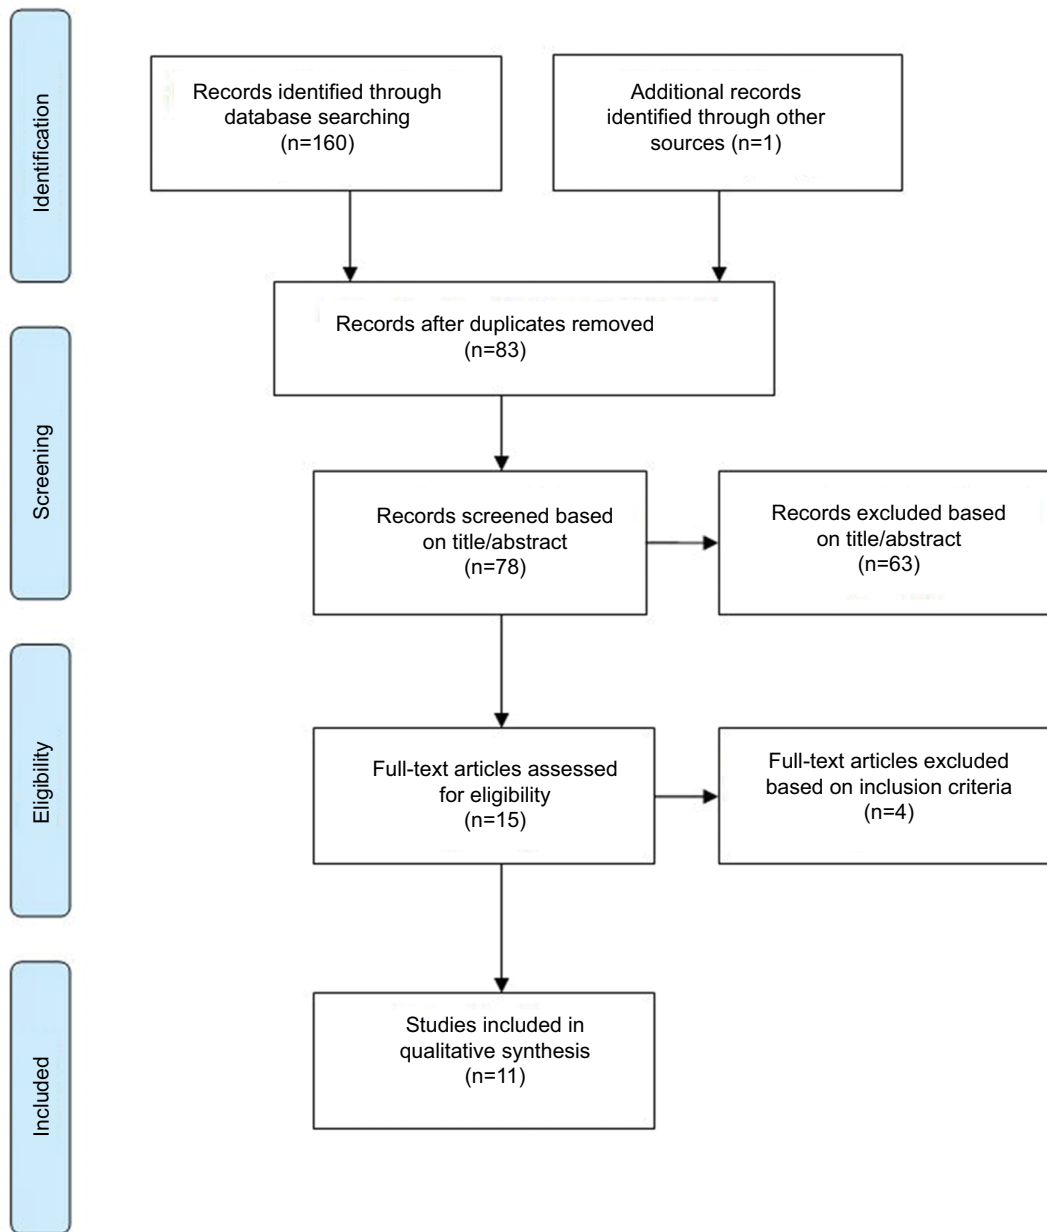 Identification
Records identified through
database searching
(n=160)
Additional records
identified through other
sources (n=1)
Records after duplicates removed
(n=83)
Screening
Records screened based
on title/abstract
(n=78)
Records excluded based
on title/abstract
(n=63)
Eligibility
Full-text articles assessed
for eligibility
(n=15)
Full-text articles excluded
based on inclusion criteria
(n=4)
Included
Studies included in
qualitative synthesis
(n=11)